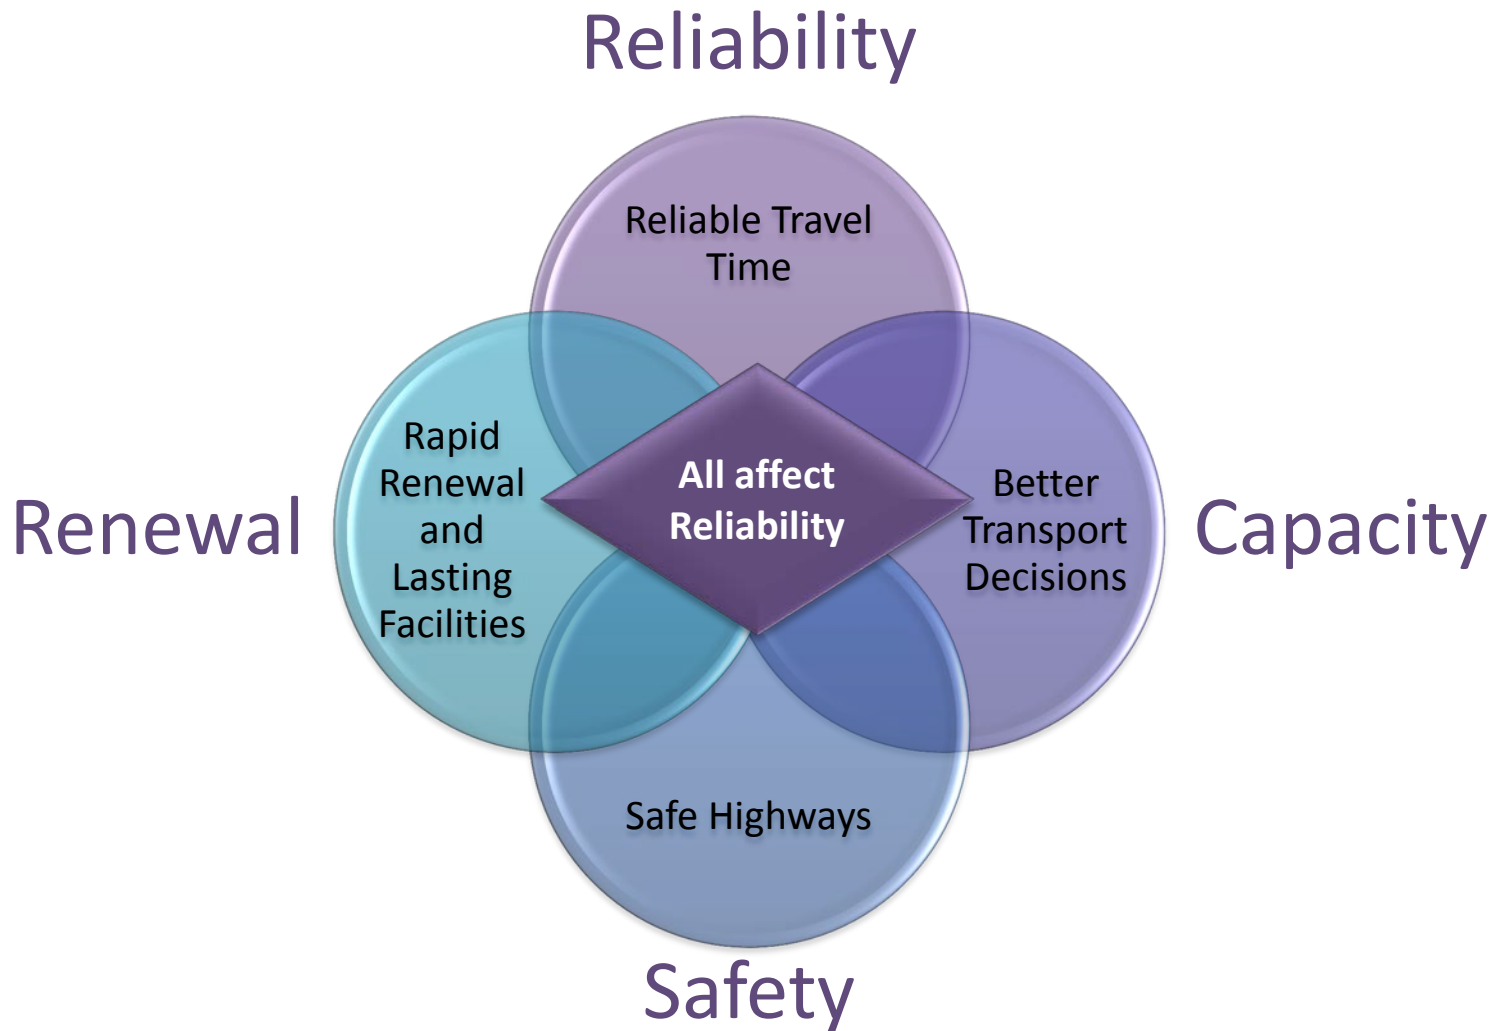 Reliability
Reliable Travel
Time
Renewal
Rapid
Renewal
and
Lasting
Facilities
All affect
Reliability
Better
Transport
Decisions
Capacity
Safe Highways
Safety